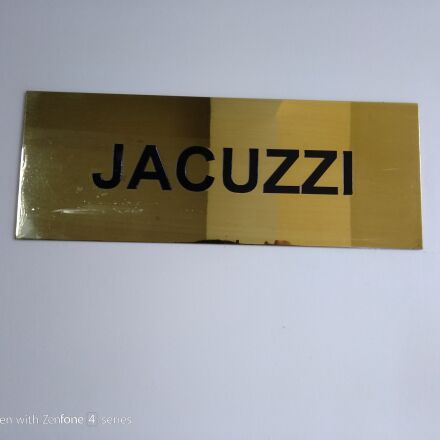 JACUZZI
en with Zenfone 4 series